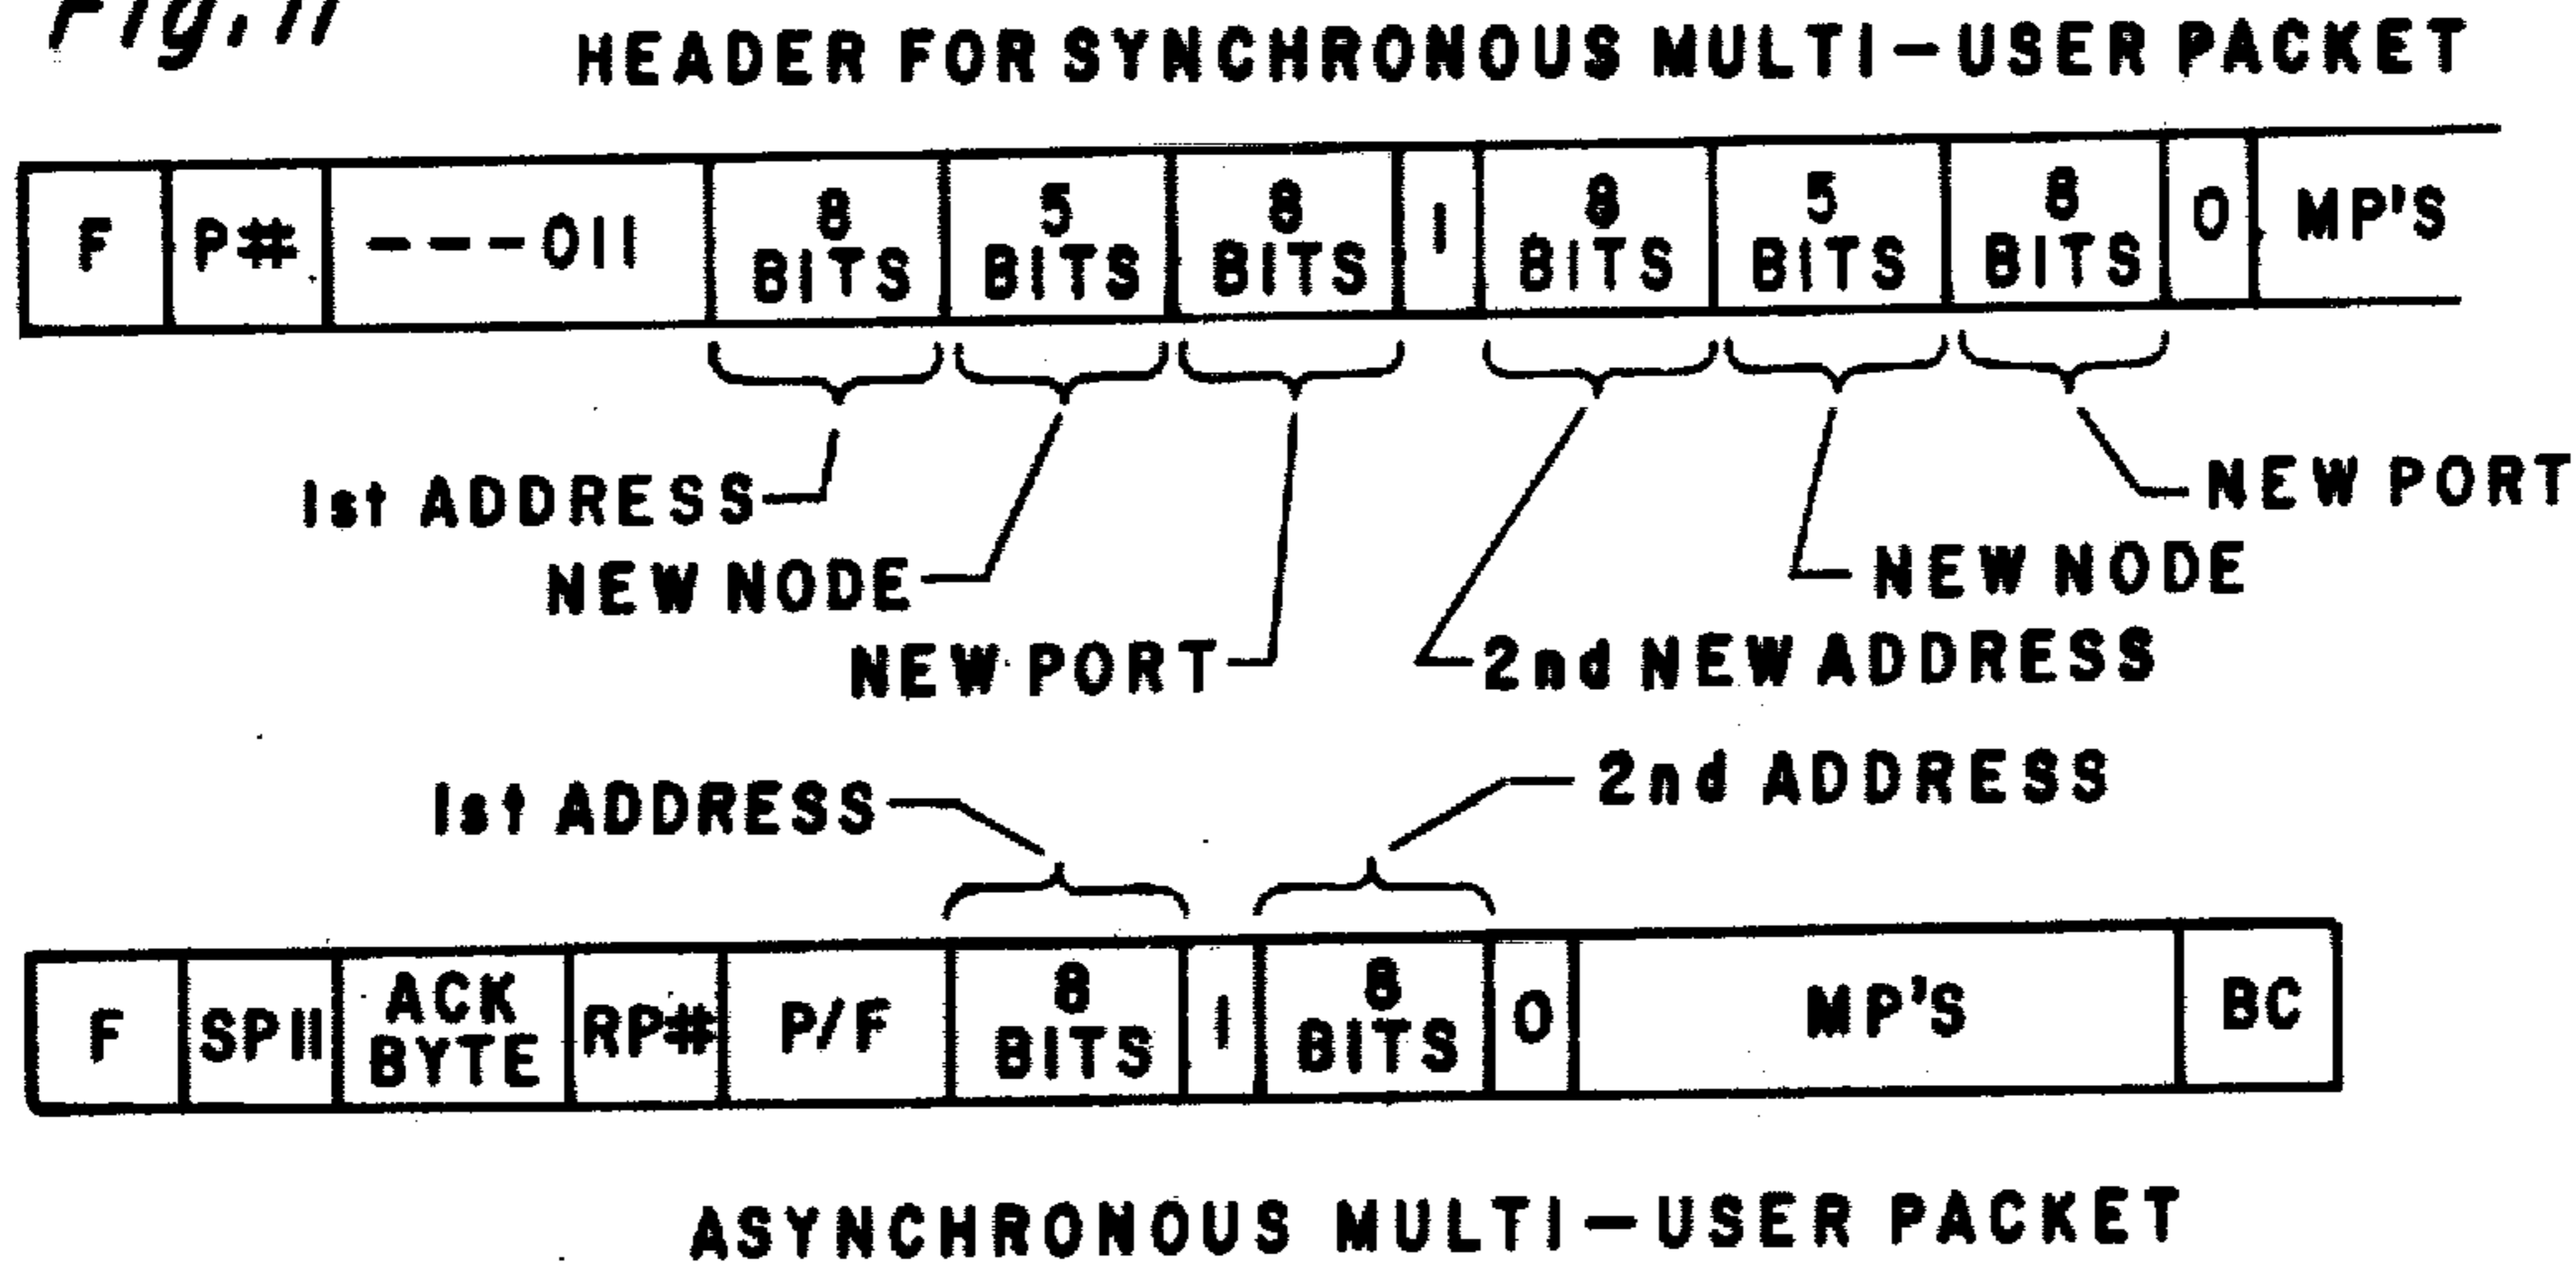 Fig. 11
HEADER FOR SYNCHRONOUS MULTI-USER PACKET
F P# ---011 8 BITS 5 BITS 8 BITS 1 8 BITS 5 BITS 8 BITS 0 MP'S
1st ADDRESS
NEW NODE
NEW PORT
NEW PORT
NEW NODE
2nd NEW ADDRESS
1st ADDRESS
2nd ADDRESS
F SP11 ACK BYTE RP# P/F 8 BITS 1 8 BITS 0 MP'S BC
ASYNCHRONOUS MULTI-USER PACKET